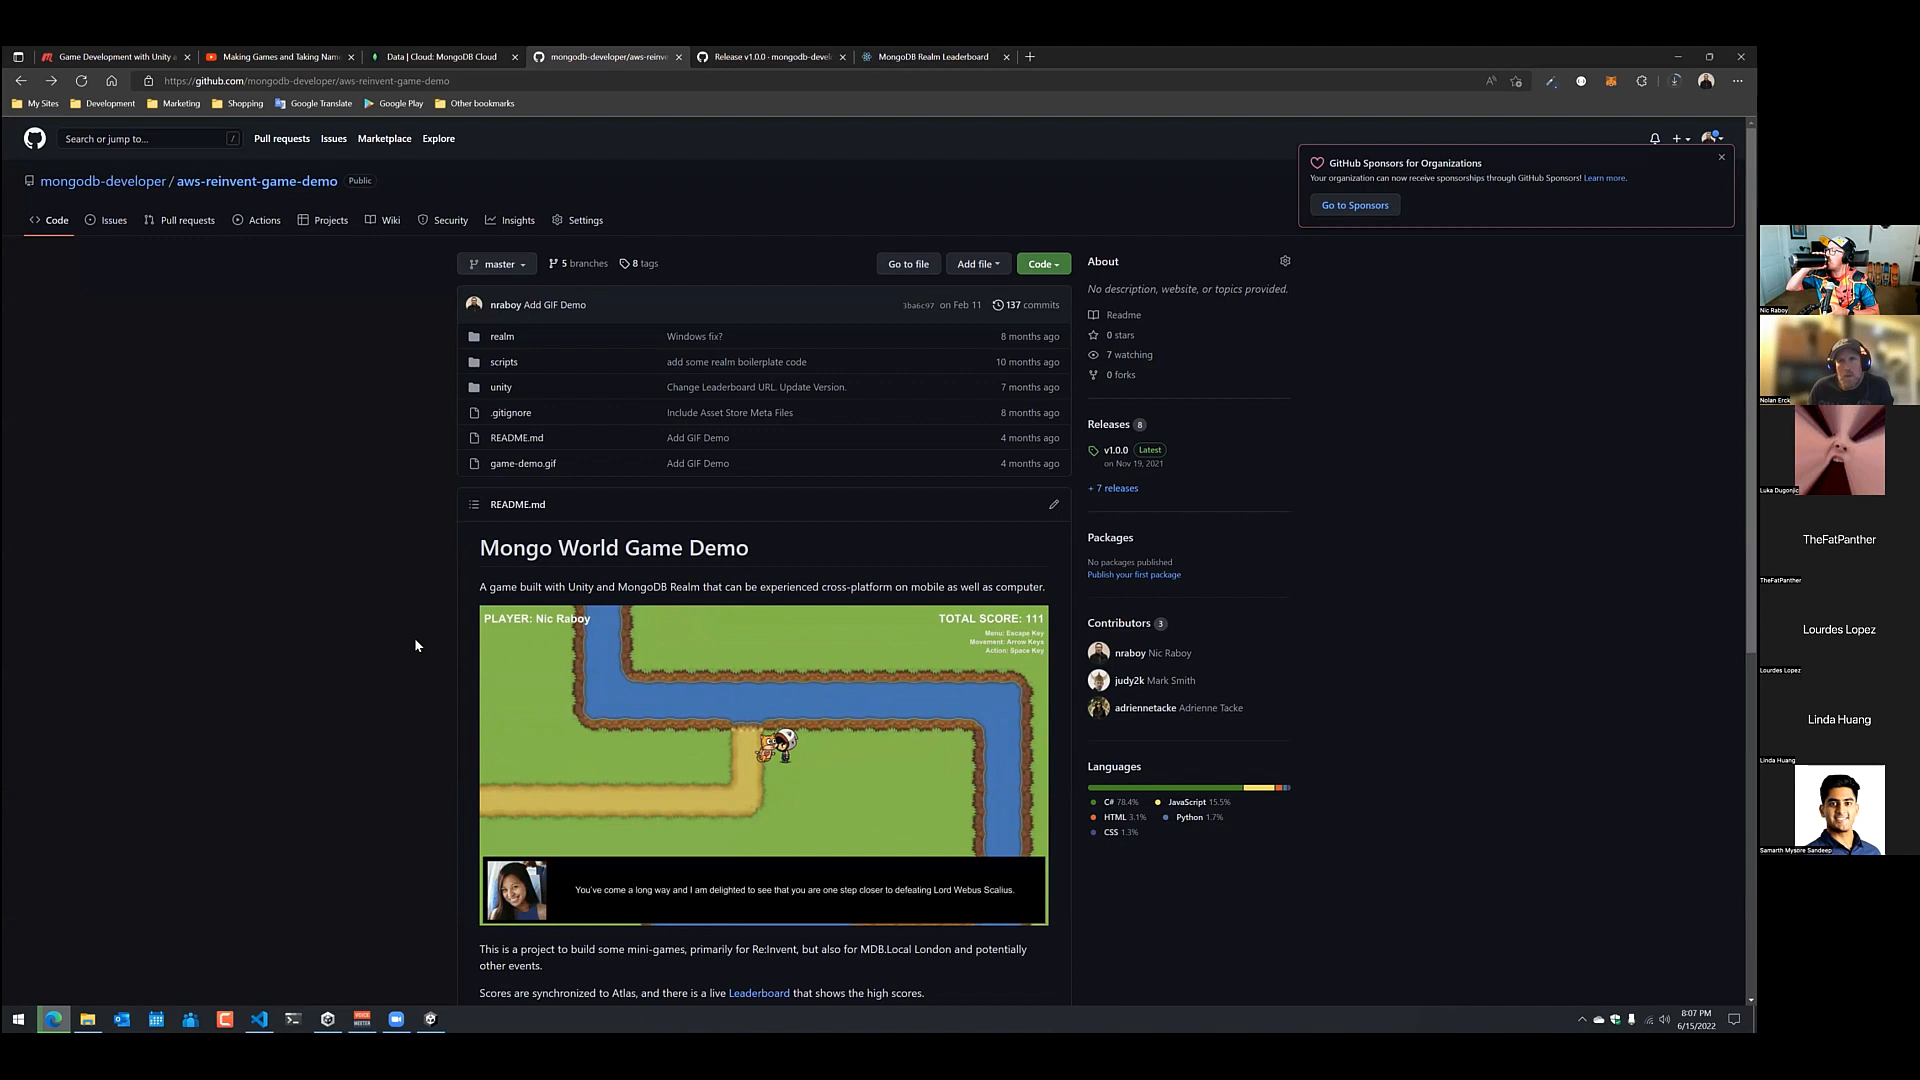 Game Development with Unity a
Making Games and Taking Nam
Data | Cloud: MongoDB Cloud
mongodb-developer/aws-reinve
Release v1.0.0 · mongodb-devel
MongoDB Realm Leaderboard
https://github.com/mongodb-developer/aws-reinvent-game-demo
My Sites
Development
Marketing
Shopping
Google Translate
Google Play
Other bookmarks
Search or jump to...
/
Pull requests
Issues
Marketplace
Explore
GitHub Sponsors for Organizations
Your organization can now receive sponsorships through GitHub Sponsors! Learn more.
Go to Sponsors
mongodb-developer / aws-reinvent-game-demo
Public
Code
Issues
Pull requests
Actions
Projects
Wiki
Security
Insights
Settings
master
5 branches
8 tags
Go to file
Add file
Code
nraboy Add GIF Demo
3ba6c97 on Feb 11
137 commits
realm
Windows fix?
8 months ago
scripts
add some realm boilerplate code
10 months ago
unity
Change Leaderboard URL. Update Version.
7 months ago
.gitignore
Include Asset Store Meta Files
8 months ago
README.md
Add GIF Demo
4 months ago
game-demo.gif
Add GIF Demo
4 months ago
README.md
Mongo World Game Demo
A game built with Unity and MongoDB Realm that can be experienced cross-platform on mobile as well as computer.
PLAYER: Nic Raboy
TOTAL SCORE: 111
Menu: Escape Key
Movement: Arrow Keys
Action: Space Key
You've come a long way and I am delighted to see that you are one step closer to defeating Lord Webus Scalius.
This is a project to build some mini-games, primarily for Re:Invent, but also for MDB.Local London and potentially
other events.
Scores are synchronized to Atlas, and there is a live Leaderboard that shows the high scores.
About
No description, website, or topics provided.
Readme
0 stars
7 watching
0 forks
Releases 8
v1.0.0 Latest
on Nov 19, 2021
+ 7 releases
Packages
No packages published
Publish your first package
Contributors 3
nraboy Nic Raboy
judy2k Mark Smith
adriennetacke Adrienne Tacke
Languages
C# 78.4%
JavaScript 15.5%
HTML 3.1%
Python 1.7%
CSS 1.3%
VOICE
MEETER
8:07 PM
6/15/2022
Nic Raboy
Nolan Erck
Luka Dugonjic
TheFatPanther
TheFatPanther
Lourdes Lopez
Lourdes Lopez
Linda Huang
Linda Huang
Samarth Mysore Sandeep